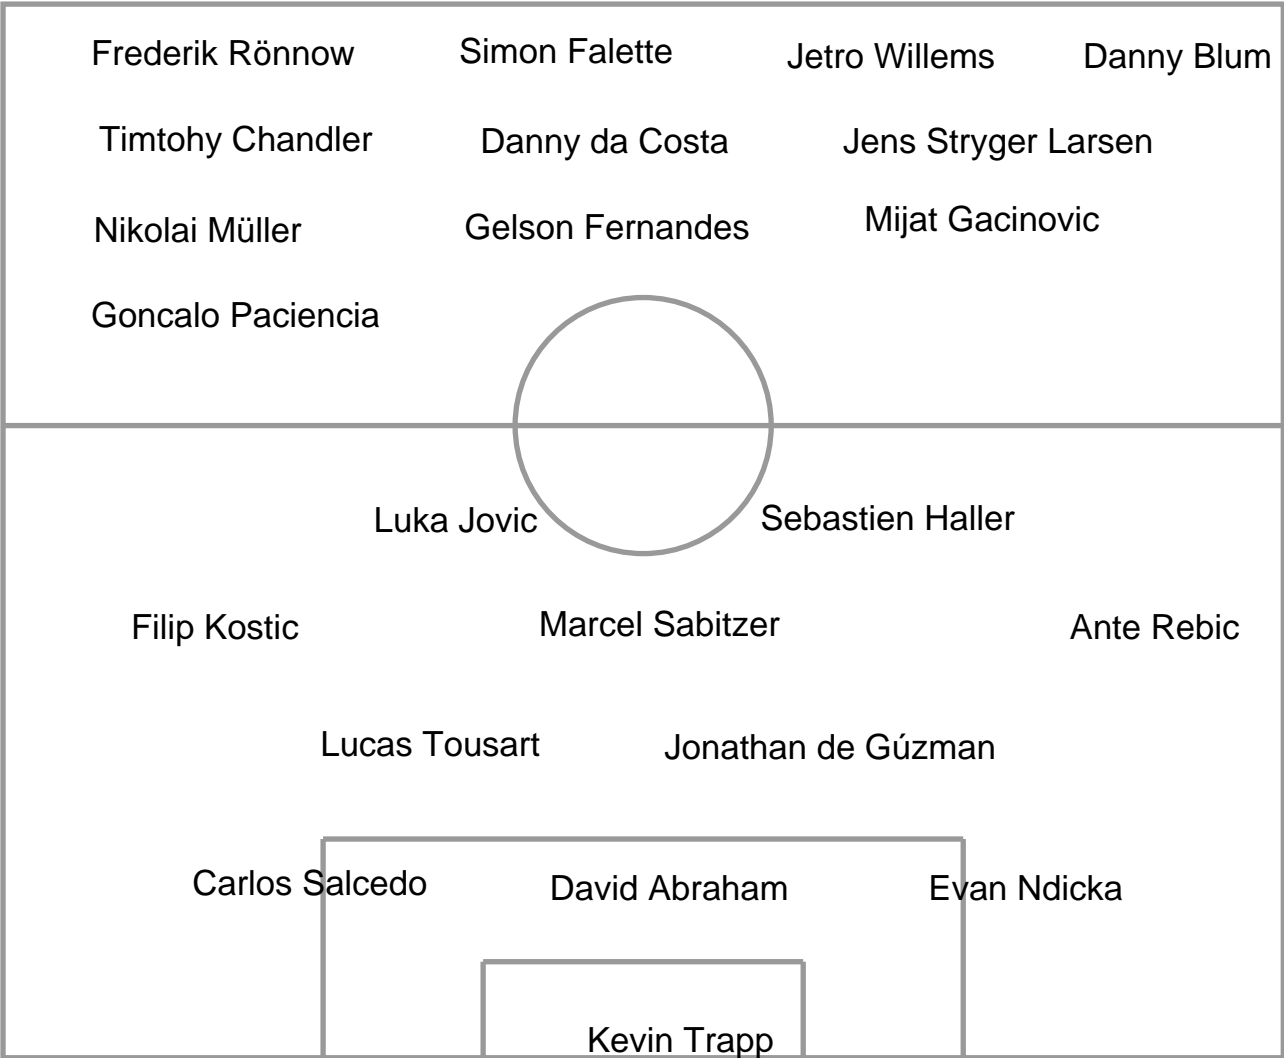 Frederik Rönnow Simon Falette Jetro Willems Danny Blum
Timtohy Chandler Danny da Costa Jens Stryger Larsen
Nikolai Müller Gelson Fernandes Mijat Gacinovic
Goncalo Paciencia
Luka Jovic Sebastien Haller
Filip Kostic Marcel Sabitzer Ante Rebic
Lucas Tousart Jonathan de Gúzman
Carlos Salcedo David Abraham Evan Ndicka
Kevin Trapp